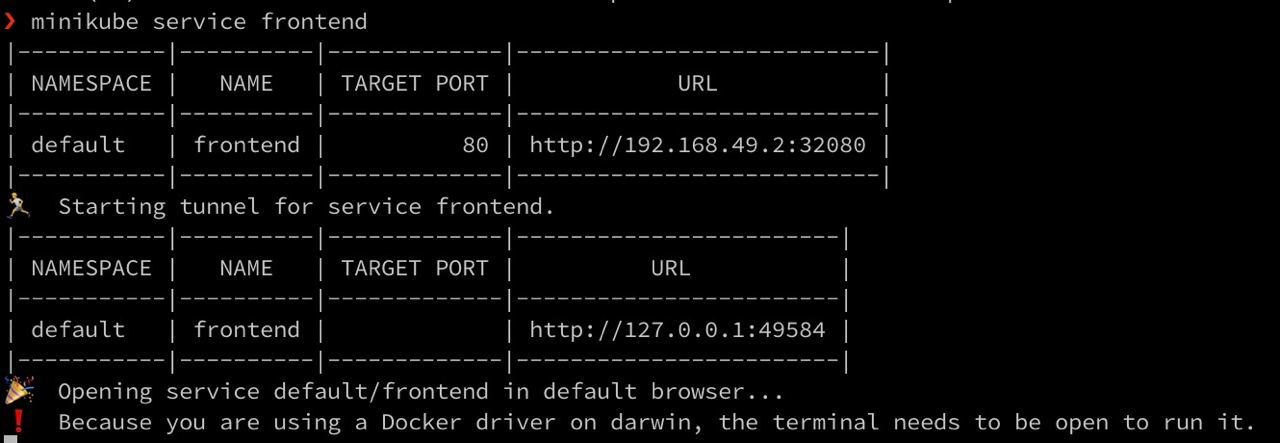 ❯ minikube service frontend
|-----------|----------|-------------|---------------------------|
| NAMESPACE |   NAME   | TARGET PORT |            URL            |
|-----------|----------|-------------|---------------------------|
| default   | frontend |          80 | http://192.168.49.2:32080 |
|-----------|----------|-------------|---------------------------|
🏃  Starting tunnel for service frontend.
|-----------|----------|-------------|------------------------|
| NAMESPACE |   NAME   | TARGET PORT |          URL           |
|-----------|----------|-------------|------------------------|
| default   | frontend |             | http://127.0.0.1:49584 |
|-----------|----------|-------------|------------------------|
🎉  Opening service default/frontend in default browser...
❗  Because you are using a Docker driver on darwin, the terminal needs to be open to run it.